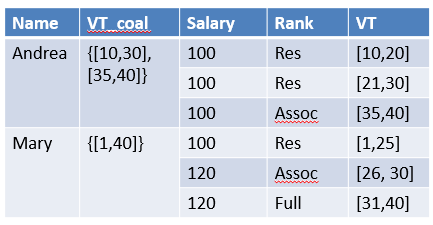 Name VT_coal Salary Rank VT
Andrea {[10,30], 100 Res [10,20]
[35,40]}
100 Res [21,30]
100 Assoc [35,40]
Mary {[1,40]} 100 Res [1,25]
120 Assoc [26, 30]
120 Full [31,40]